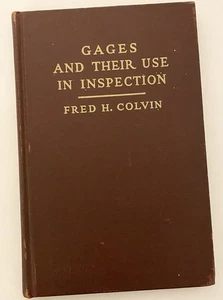 GAGES
AND THEIR USE
IN INSPECTION
FRED H. COLVIN